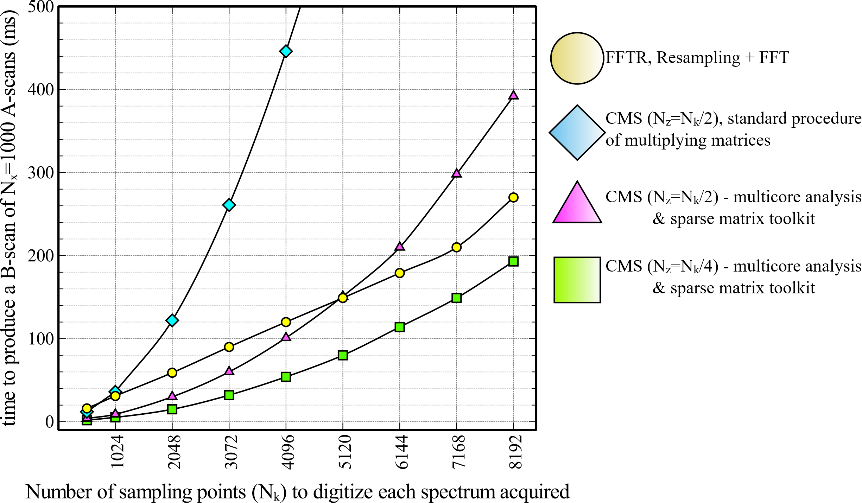 500
400
300
200
100
0
time to produce a B-scan of Nx=1000 A-scans (ms)
1024
2048
3072
4096
5120
6144
7168
8192
Number of sampling points (Nk) to digitize each spectrum acquired
FFTR, Resampling + FFT
CMS (Nz=Nk/2), standard procedure
of multiplying matrices
CMS (Nz=Nk/2) - multicore analysis
& sparse matrix toolkit
CMS (Nz=Nk/4) - multicore analysis
& sparse matrix toolkit